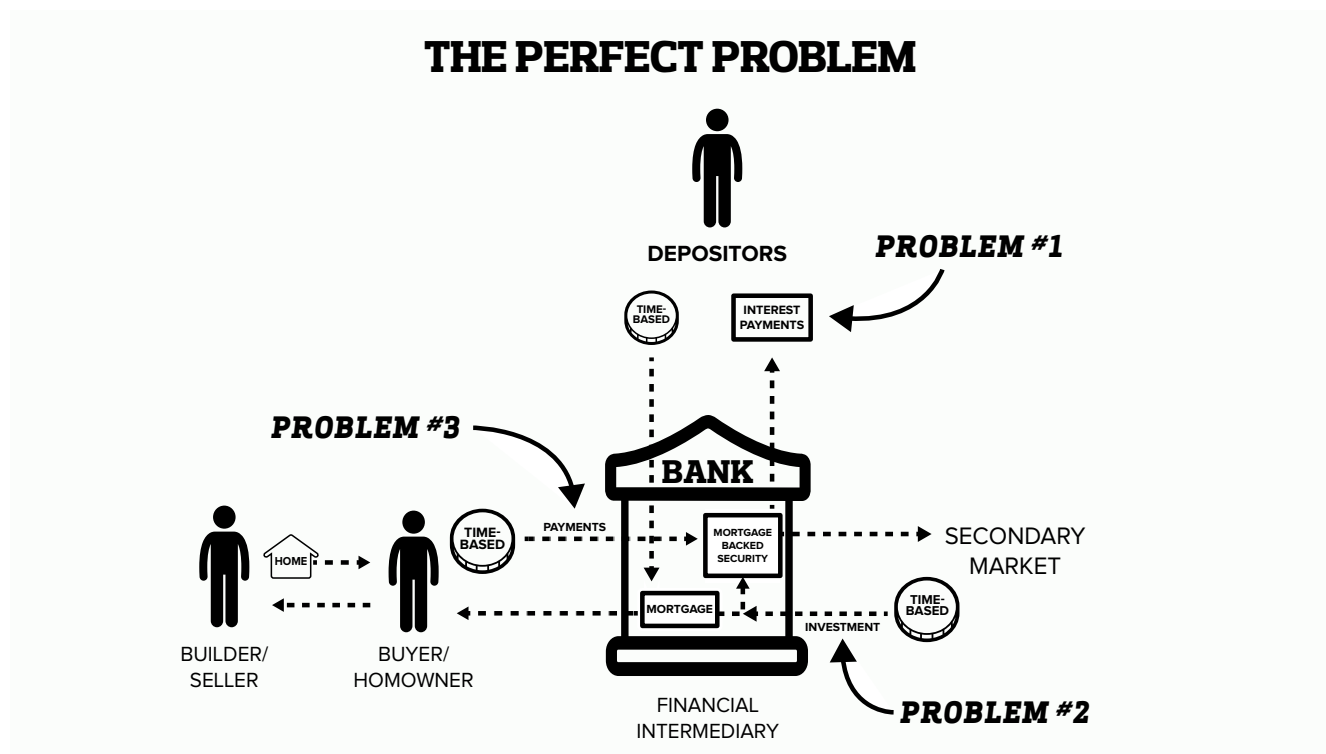 THE PERFECT PROBLEM
DEPOSITORS
PROBLEM #1
TIME-
BASED
INTEREST
PAYMENTS
PROBLEM #3
BANK
HOME
TIME-
BASED
PAYMENTS
MORTGAGE
BACKED
SECURITY
SECONDARY
MARKET
MORTGAGE
TIME-
BASED
INVESTMENT
BUILDER/
SELLER
BUYER/
HOMOWNER
FINANCIAL
INTERMEDIARY
PROBLEM #2